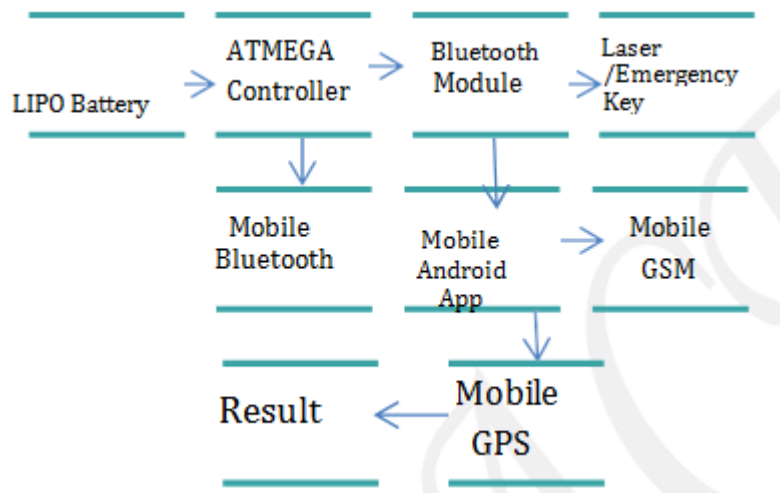 LIPO Battery
ATMEGA
Controller
Bluetooth
Module
Laser
/Emergency
Key
Mobile
Bluetooth
Mobile
Android
App
Mobile
GSM
Result
Mobile
GPS